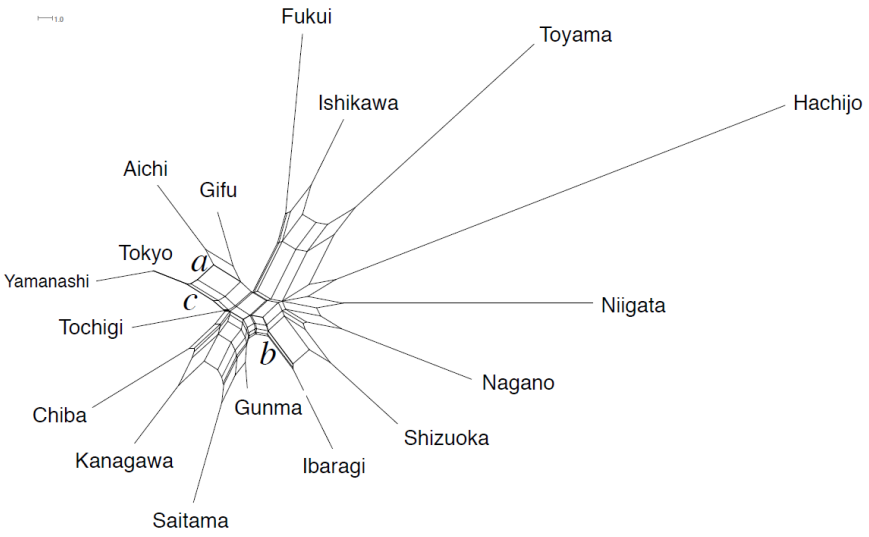 Fukui
1.0
Toyama
Ishikawa
Hachijo
Aichi
Gifu
Tokyo
a
Yamanashi
c
Niigata
Tochigi
b
Nagano
Gunma
Chiba
Shizuoka
Kanagawa
Ibaragi
Saitama